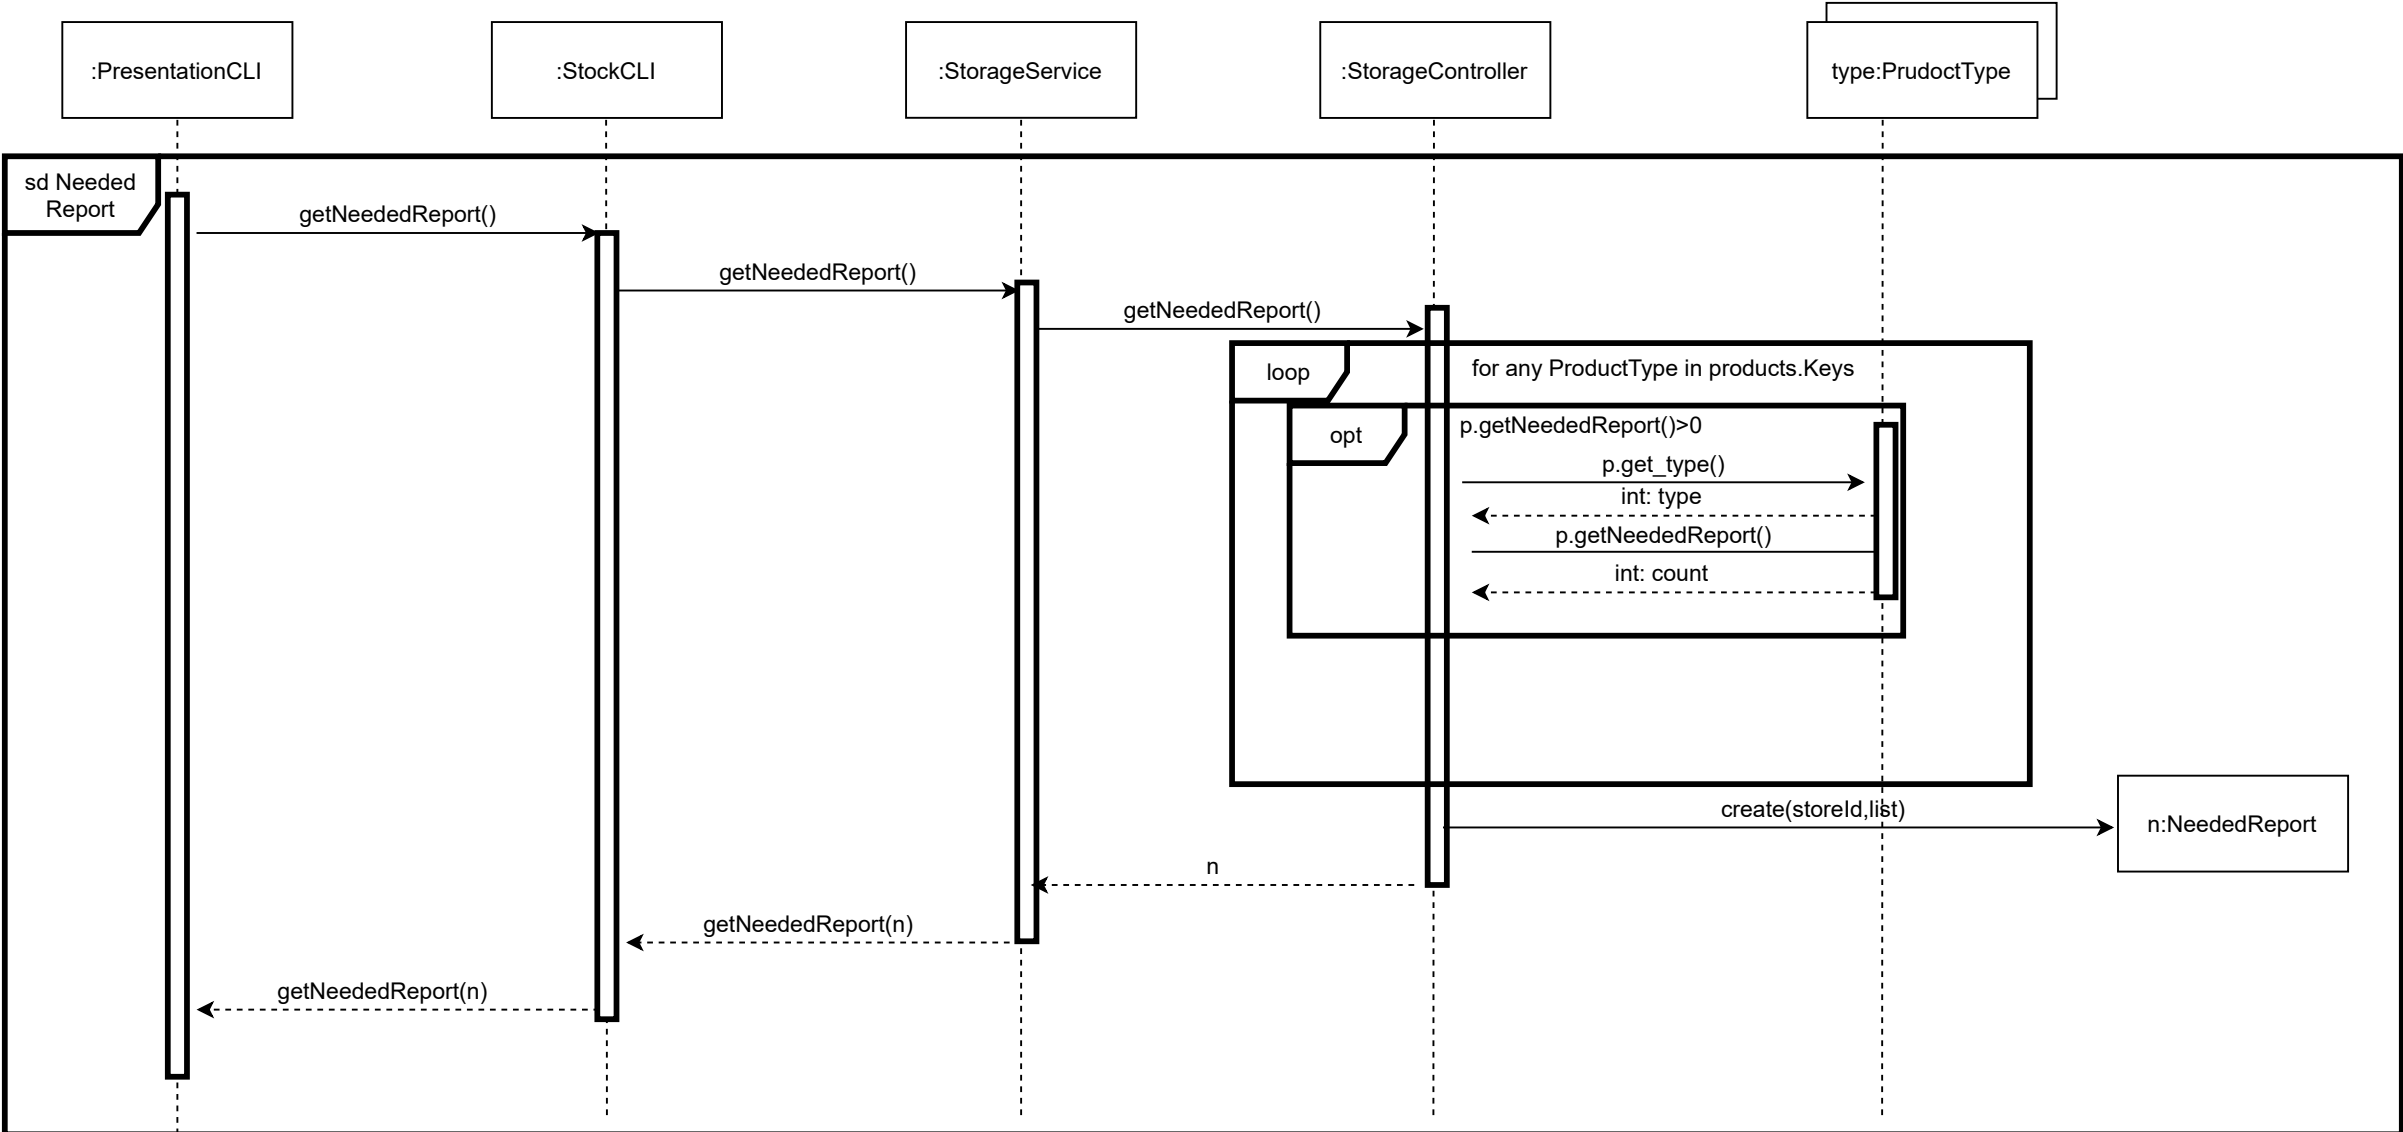 :PresentationCLI
:StockCLI
:StorageService
:StorageController
type:PrudoctType
sd Needed
Report
getNeededReport()
getNeededReport()
getNeededReport()
loop
for any ProductType in products.Keys
opt
p.getNeededReport()>0
p.get_type()
int: type
p.getNeededReport()
int: count
create(storeId,list)
n:NeededReport
n
getNeededReport(n)
getNeededReport(n)